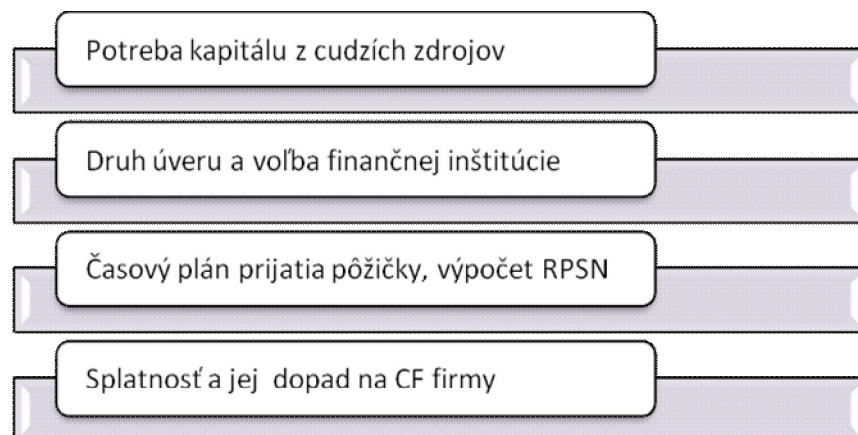 Potreba kapitálu z cudzích zdrojov
Druh úveru a voľba finančnej inštitúcie
Časový plán prijatia pôžičky, výpočet RPSN
Splatnosť a jej dopad na CF firmy